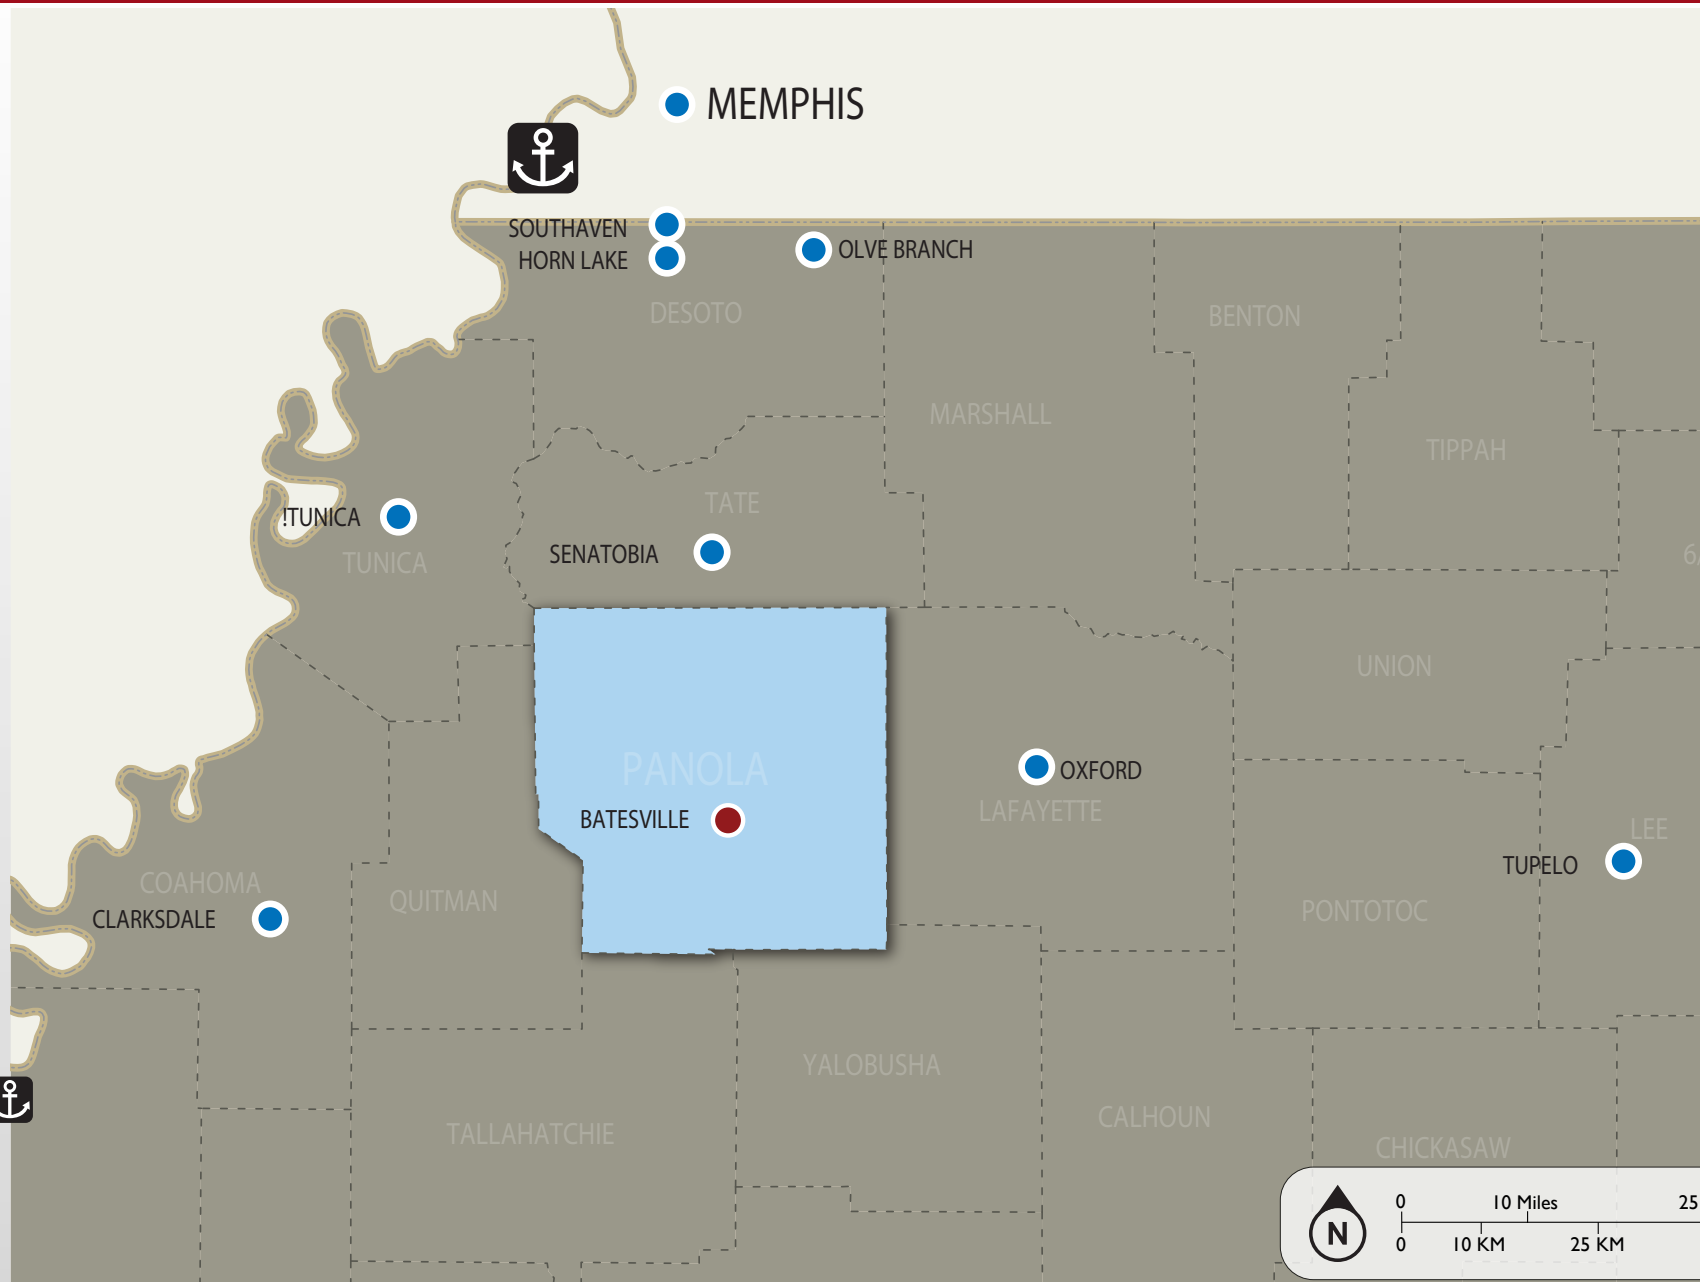 MEMPHIS
SOUTHAVEN
HORN LAKE
OLVE BRANCH
DESOTO
BENTON
MARSHALL
TIPPAH
TATE
!TUNICA
TUNICA
SENATOBIA
UNION
PANOLA
BATESVILLE
OXFORD
LAFAYETTE
LEE
TUPELO
COAHOMA
CLARKSDALE
QUITMAN
PONTOTOC
YALOBUSHA
CALHOUN
TALLAHATCHIE
CHICKASAW
N
0 10 Miles 25
0 10 KM 25 KM